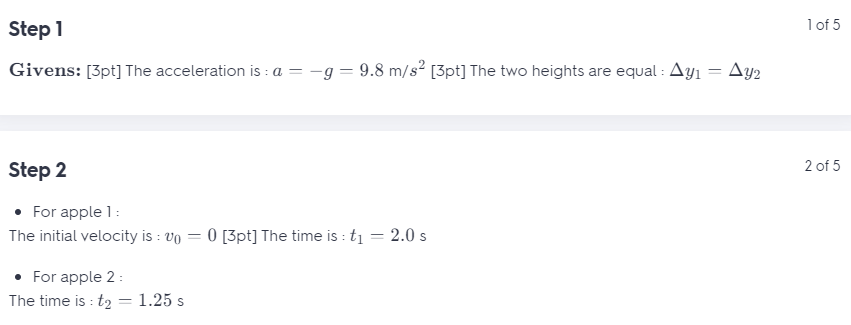 Step 1
1 of 5
Givens: [3pt] The acceleration is : a = −g = 9.8 m/s² [3pt] The two heights are equal : Δy₁ = Δy₂
Step 2
2 of 5
• For apple 1 :
The initial velocity is : v₀ = 0 [3pt] The time is : t₁ = 2.0 s
• For apple 2 :
The time is : t₂ = 1.25 s